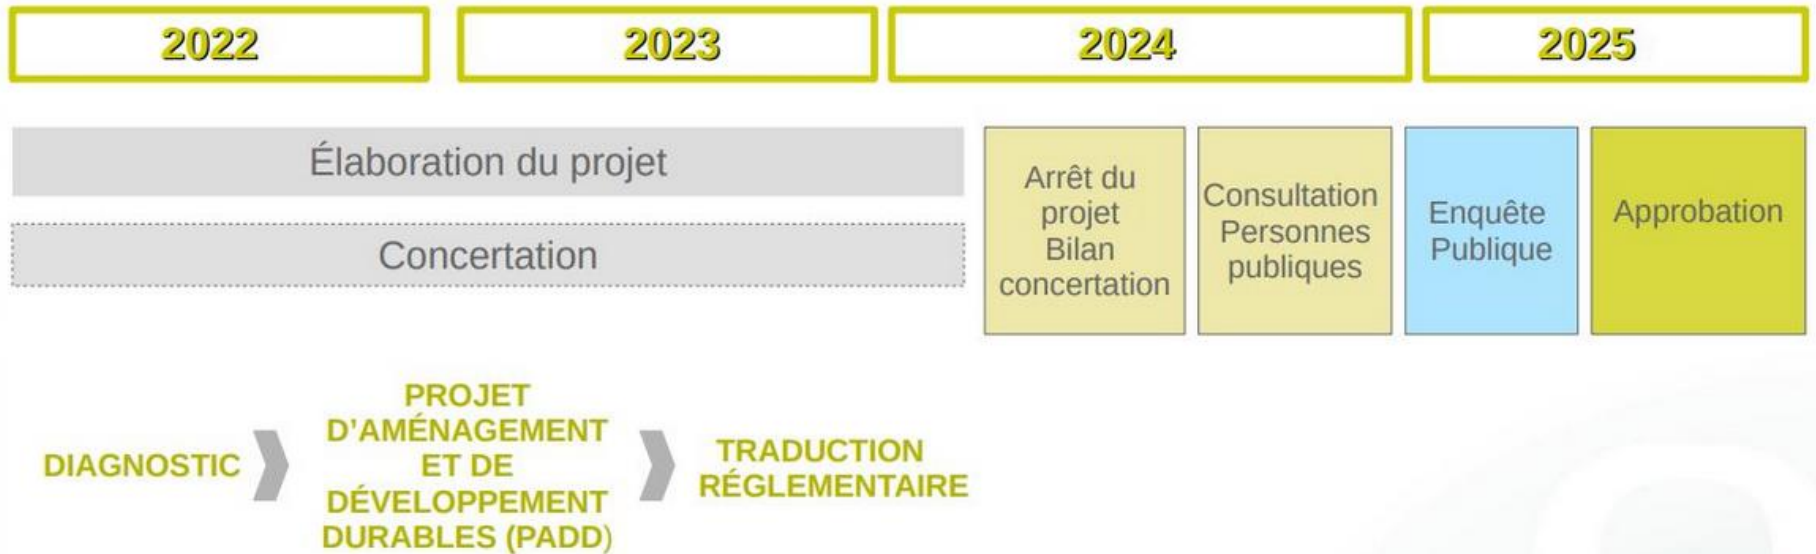 2022
2023
2024
2025
Élaboration du projet
Concertation
Arrêt du
projet
Bilan
concertation
Consultation
Personnes
publiques
Enquête
Publique
Approbation
DIAGNOSTIC
PROJET
D'AMÉNAGEMENT
ET DE
DÉVELOPPEMENT
DURABLES (PADD)
TRADUCTION
RÉGLEMENTAIRE